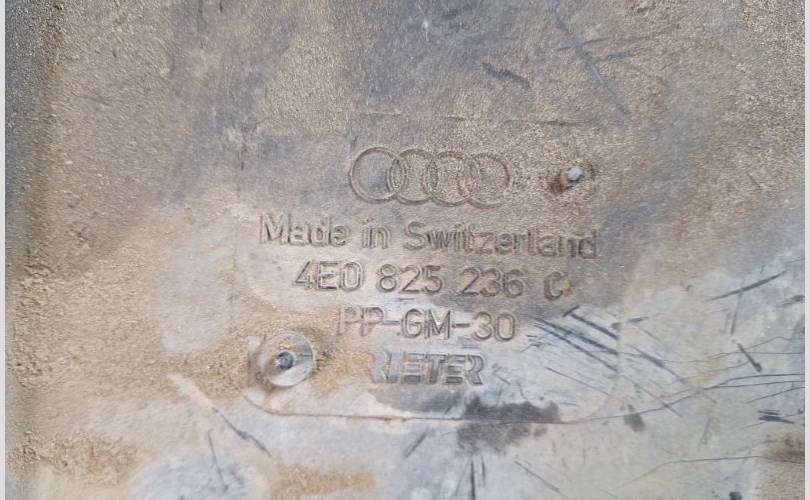 Made in Switzerland
4E0 825 236 C
PP-GM-30
RIETER